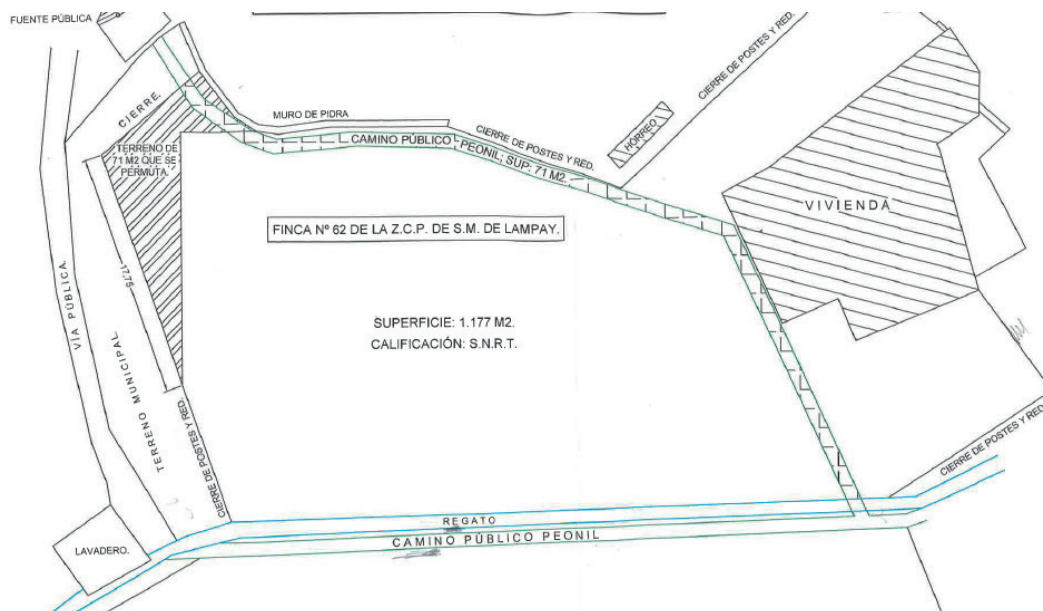 FUENTE PÚBLICA
CIERRE.
MURO DE PIDRA
CIERRE DE POSTES Y RED.
HÓRREO
CIERRE DE POSTES Y RED.
CAMINO PÚBLICO PEONIL; SUP: 71 M2.
TERRENO DE
71 M2 QUE SE
PERMUTA.
VIVIENDA
FINCA Nº 62 DE LA Z.C.P. DE S.M. DE LAMPAY.
17,75
VÍA PÚBLICA.
SUPERFICIE: 1.177 M2.
CALIFICACIÓN: S.N.R.T.
TERRENO MUNICIPAL.
CIERRE DE POSTES Y RED.
CIERRE DE POSTES Y RED.
REGATO
CAMINO PÚBLICO PEONIL
LAVADERO.